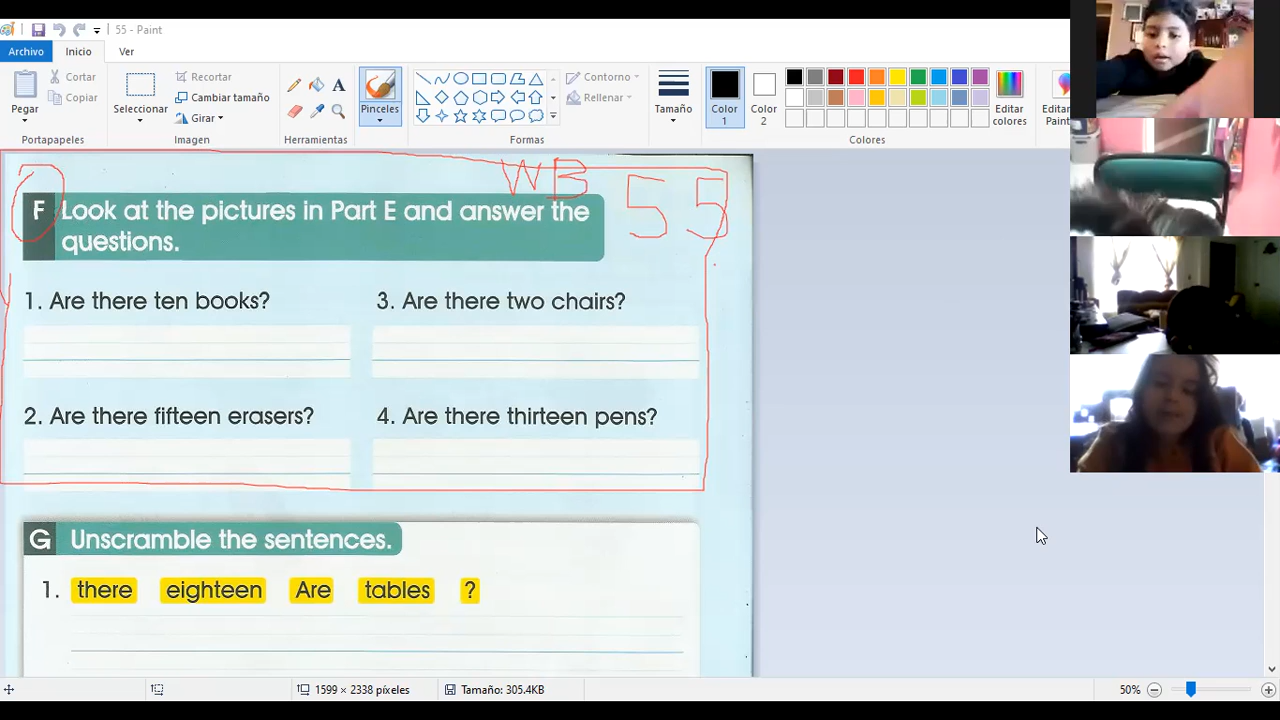 55 - Paint
Archivo Inicio Ver
Pegar
Cortar
Copiar
Portapapeles
Seleccionar
Recortar
Cambiar tamaño
Girar
Imagen
A
Herramientas
Pinceles
Contorno
Rellenar
Formas
Tamaño
Color 1
Color 2
Editar colores
Colores
WB 55
F Look at the pictures in Part E and answer the
questions.
1. Are there ten books?
3. Are there two chairs?
2. Are there fifteen erasers?
4. Are there thirteen pens?
G Unscramble the sentences.
1. there eighteen Are tables ?
1599 × 2338 píxeles
Tamaño: 305.4KB
50%